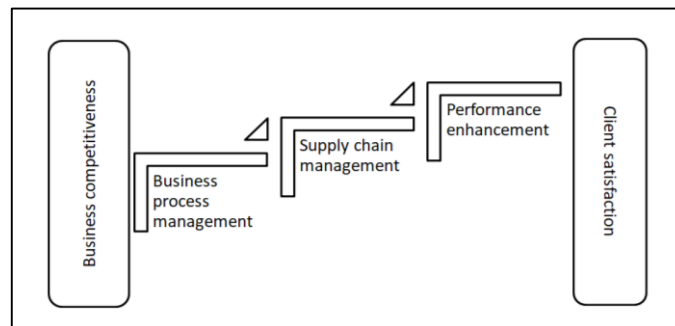 Business competitiveness
Business
process
management
Supply chain
management
Performance
enhancement
Client satisfaction